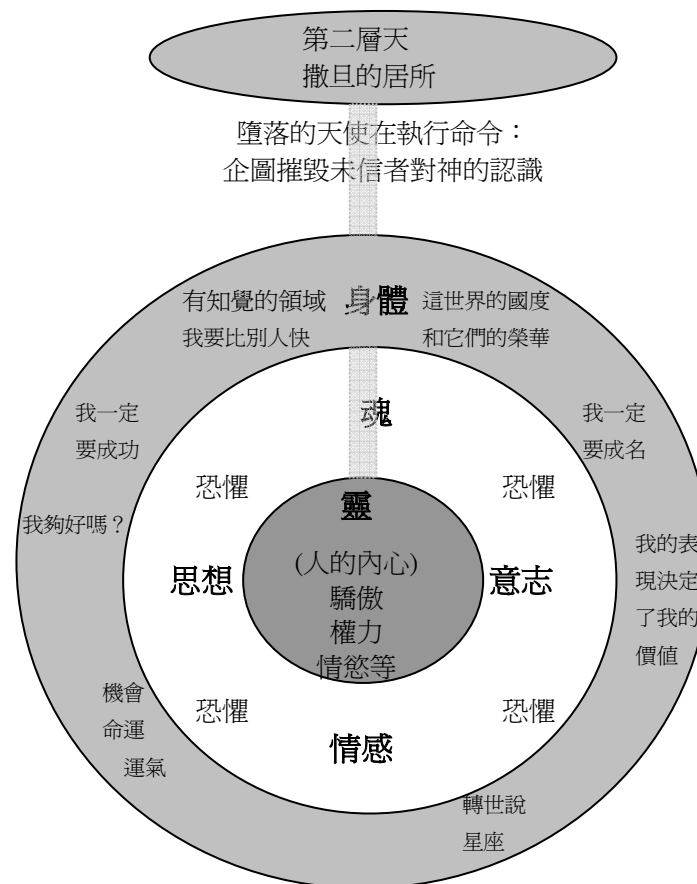 第二層天
撒旦的居所
墮落的天使在執行命令：
企圖摧毀未信者對神的認識
有知覺的領域
我要比別人快
身體
這世界的國度
和它們的榮華
魂
我一定
要成功
我一定
要成名
恐懼
恐懼
靈
我夠好嗎？
(人的內心)
驕傲
權力
情慾等
思想
意志
我的表
現決定
了我的
價值
機會
命運
運氣
恐懼
恐懼
情感
轉世說
星座